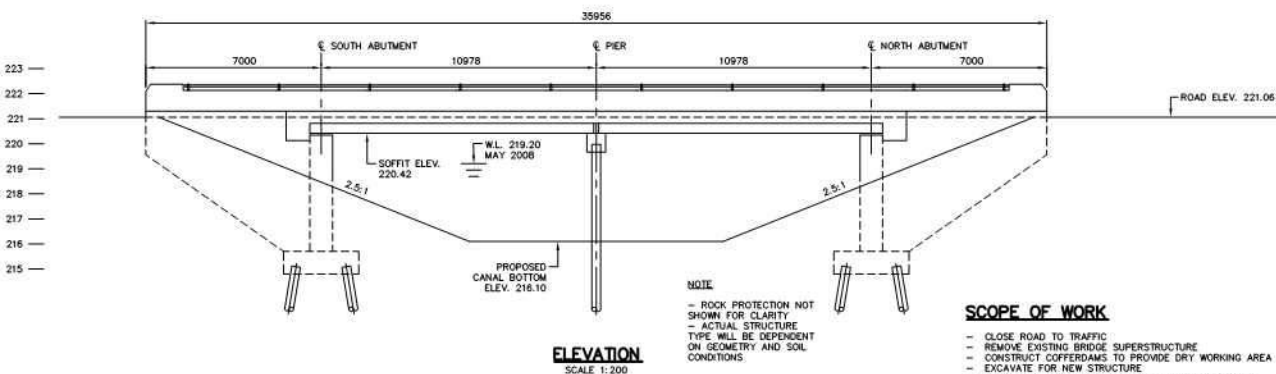 35956
℄ SOUTH ABUTMENT
℄ PIER
℄ NORTH ABUTMENT
7000
10978
10978
7000
223
222
221
220
219
218
217
216
215
ROAD ELEV. 221.06
W.L. 219.20
MAY 2008
SOFFIT ELEV.
220.42
2.5:1
2.5:1
PROPOSED
CANAL BOTTOM
ELEV. 216.10
NOTE
- ROCK PROTECTION NOT
SHOWN FOR CLARITY
- ACTUAL STRUCTURE
TYPE WILL BE DEPENDENT
ON GEOMETRY AND SOIL
CONDITIONS
ELEVATION
SCALE 1:200
SCOPE OF WORK
- CLOSE ROAD TO TRAFFIC
- REMOVE EXISTING BRIDGE SUPERSTRUCTURE
- CONSTRUCT COFFERDAMS TO PROVIDE DRY WORKING AREA
- EXCAVATE FOR NEW STRUCTURE